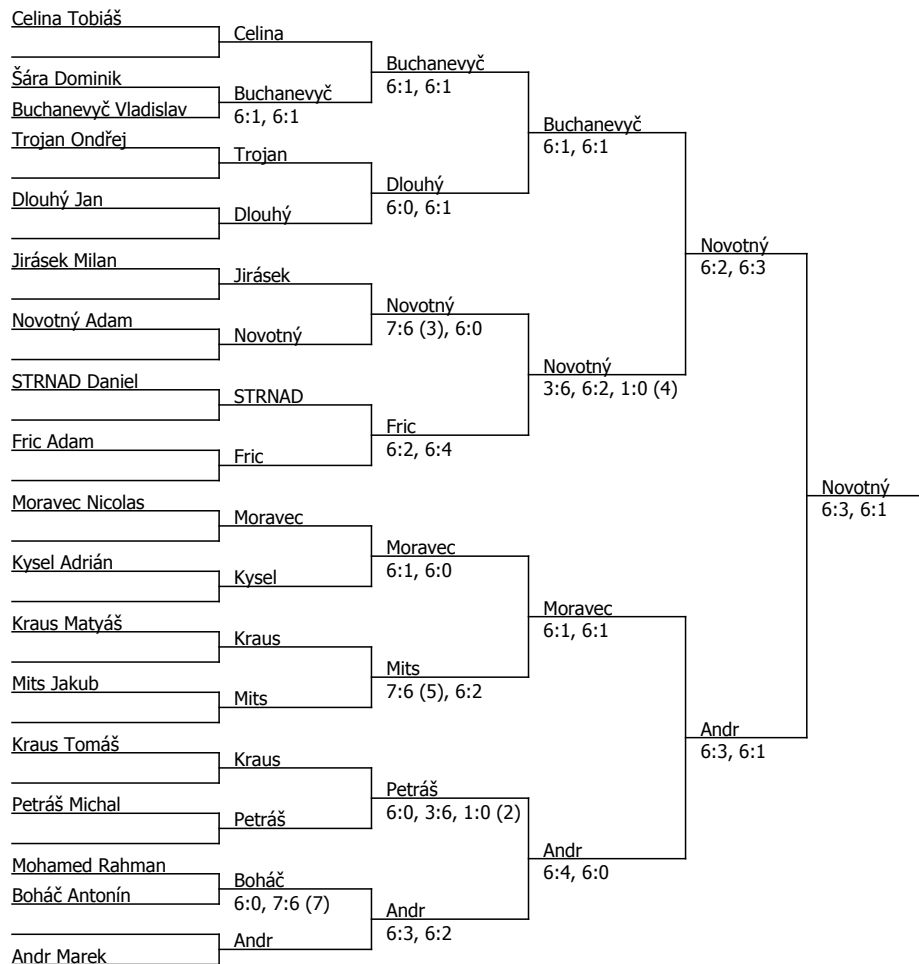 Celina Tobiáš
Šára Dominik
Buchanevyč Vladislav
Trojan Ondřej
Dlouhý Jan
Jirásek Milan
Novotný Adam
STRNAD Daniel
Fric Adam
Moravec Nicolas
Kysel Adrián
Kraus Matyáš
Mits Jakub
Kraus Tomáš
Petráš Michal
Mohamed Rahman
Boháč Antonín
Andr Marek
Celina
Buchanevyč
6:1, 6:1
Trojan
Dlouhý
Jirásek
Novotný
STRNAD
Fric
Moravec
Kysel
Kraus
Mits
Kraus
Petráš
Boháč
6:0, 7:6 (7)
Andr
Buchanevyč
6:1, 6:1
Dlouhý
6:0, 6:1
Novotný
7:6 (3), 6:0
Fric
6:2, 6:4
Moravec
6:1, 6:0
Mits
7:6 (5), 6:2
Petráš
6:0, 3:6, 1:0 (2)
Andr
6:3, 6:2
Buchanevyč
6:1, 6:1
Novotný
3:6, 6:2, 1:0 (4)
Moravec
6:1, 6:1
Andr
6:4, 6:0
Novotný
6:2, 6:3
Andr
6:3, 6:1
Novotný
6:3, 6:1